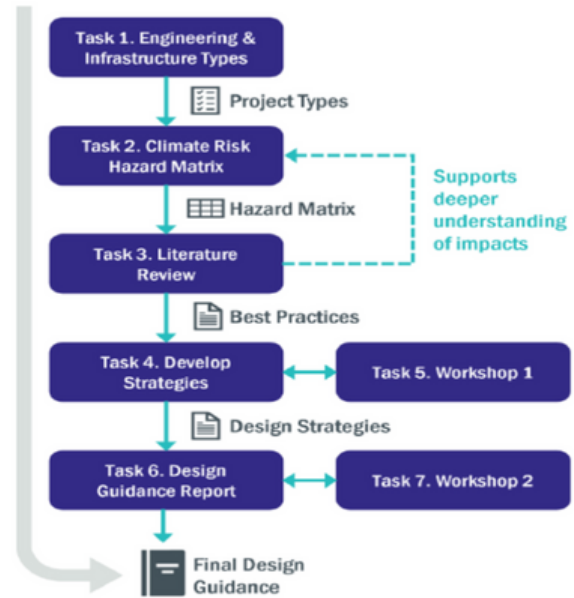 Task 1. Engineering &
Infrastructure Types
Project Types
Task 2. Climate Risk
Hazard Matrix
Supports
deeper
understanding
of impacts
Hazard Matrix
Task 3. Literature
Review
Best Practices
Task 4. Develop
Strategies
Task 5. Workshop 1
Design Strategies
Task 6. Design
Guidance Report
Task 7. Workshop 2
Final Design
Guidance